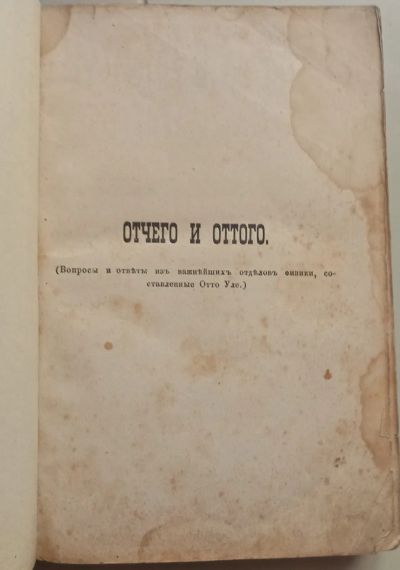 ОТЧЕГО И ОТТОГО.
(Вопросы и отвѣты изъ важнѣйшихъ отдѣловъ физики, со-
ставленные Отто Уле.)